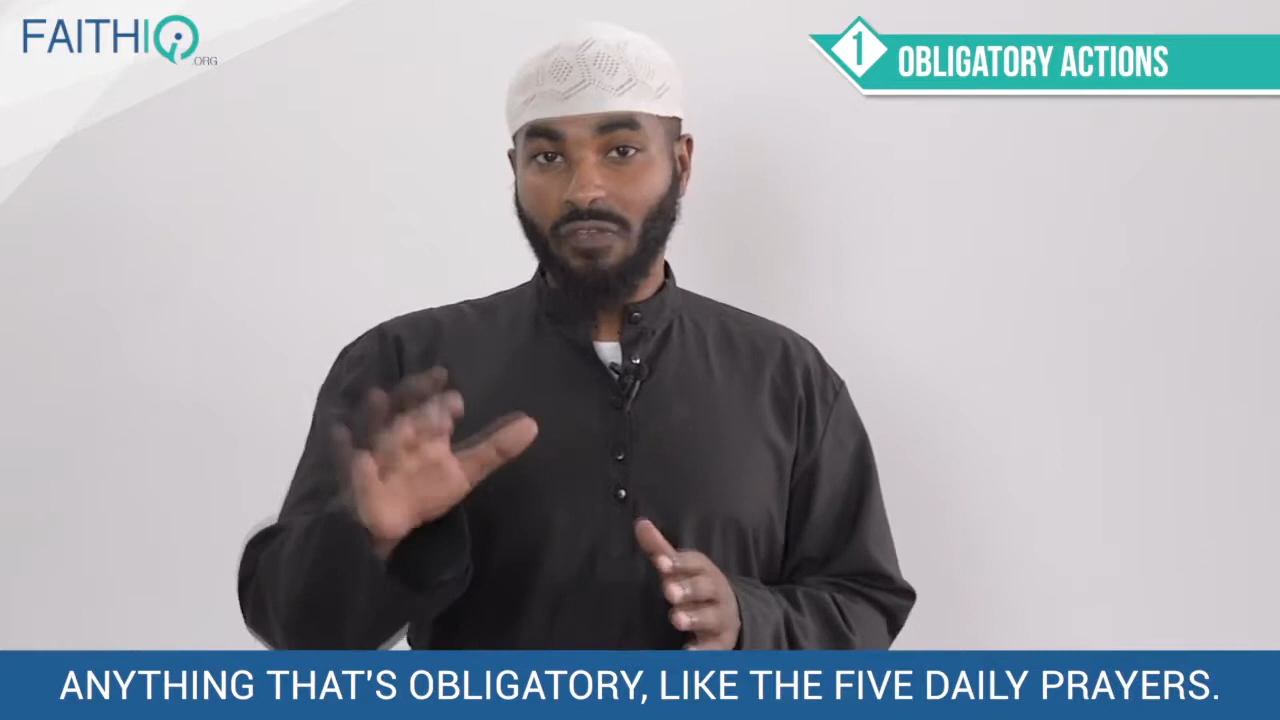 FAITHIQ
.ORG
1
OBLIGATORY ACTIONS
ANYTHING THAT'S OBLIGATORY, LIKE THE FIVE DAILY PRAYERS.